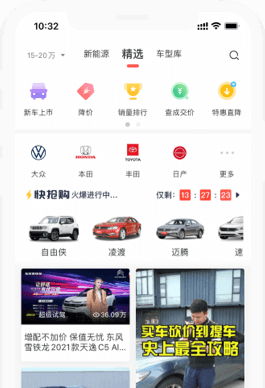 10:32
15-20万 新能源 精选 车型库
新车上市 降价 销量排行 查成交价 特惠直降
HONDA TOYOTA
大众 本田 丰田 日产 更多
快抢购 火爆进行中... 仅剩: 13 : 27 : 23
自由侠 凌渡 迈腾 速
超级试驾 36.09万
增配不加价 保值无忧 东风
雪铁龙2021款天逸 C5 AI...
买车砍价到提车
史上最全攻略